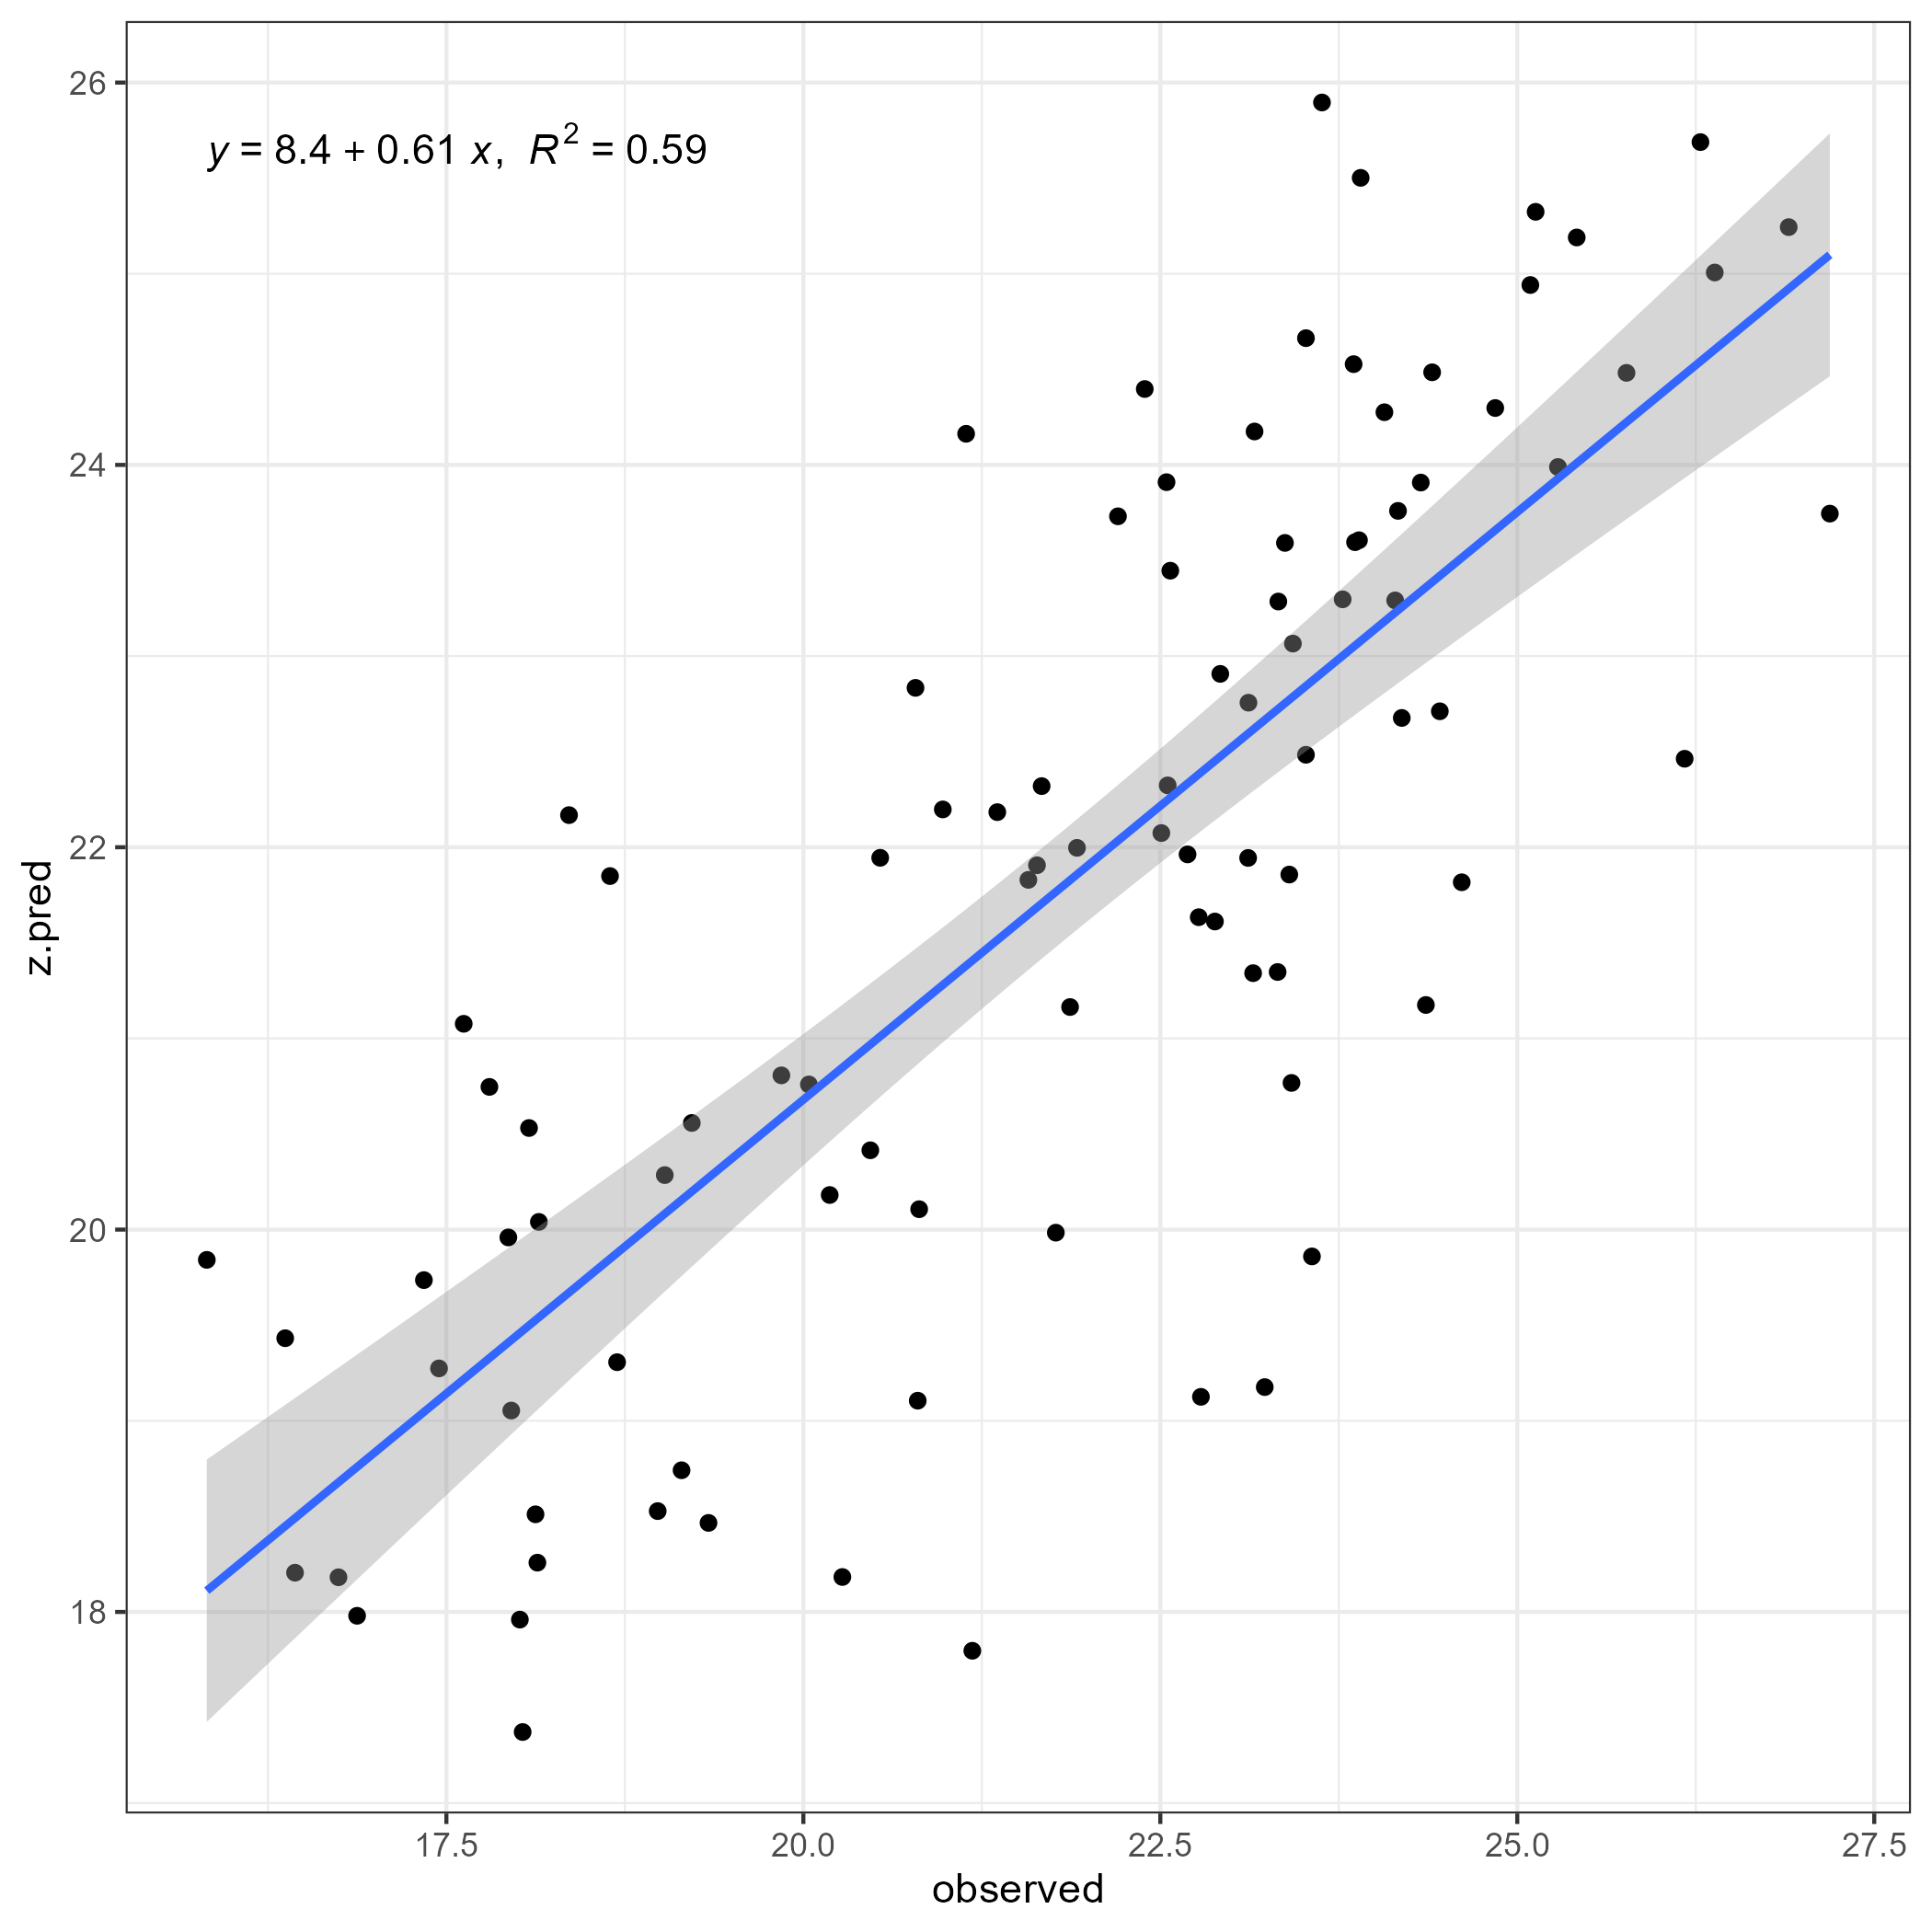 y = 8.4 + 0.61 x, R² = 0.59
26
24
22
20
18
z.pred
17.5 20.0 22.5 25.0 27.5
observed